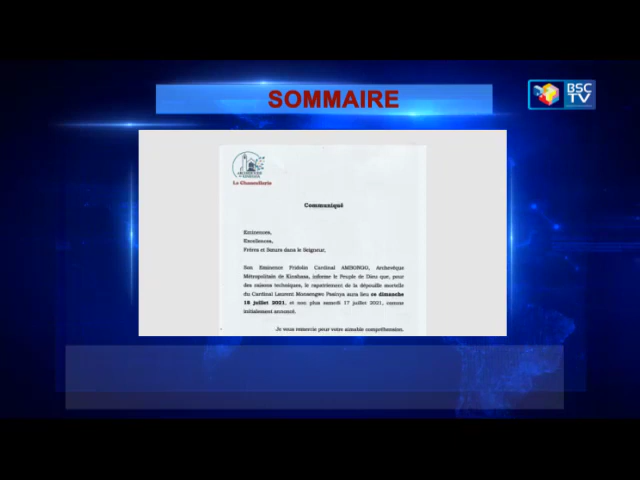 SOMMAIRE
BSC
TV
La Chancellerie
Communiqué
Eminences,
Excellences,
Frères et Sœurs dans le Seigneur,
Son Eminence Fridolin Cardinal AMBONGO, Archevêque
Métropolitain de Kinshasa, informe le Peuple de Dieu que, pour
des raisons techniques, le rapatriement de la dépouille mortelle
du Cardinal Laurent Monsengwo Pasinya aura lieu ce dimanche
18 juillet 2021, et non plus samedi 17 juillet 2021, comme
initialement annoncé.
Je vous remercie pour votre aimable compréhension.